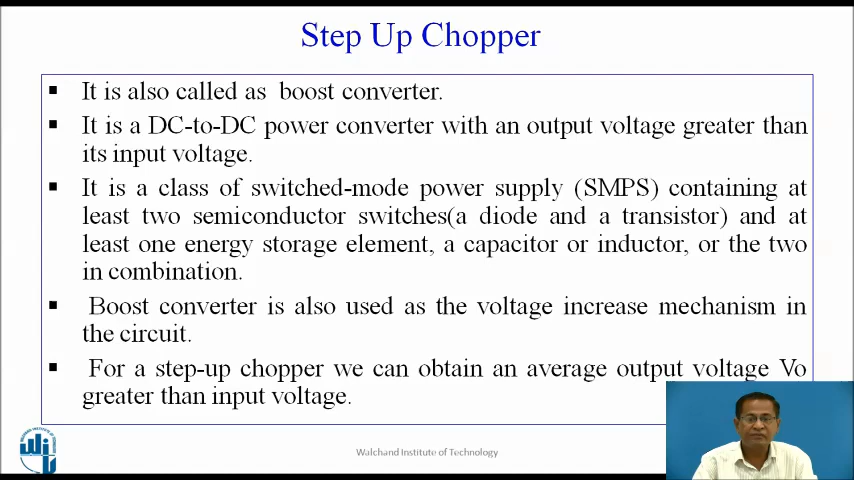 Step Up Chopper
▪ It is also called as boost converter.
▪ It is a DC-to-DC power converter with an output voltage greater than
its input voltage.
▪ It is a class of switched-mode power supply (SMPS) containing at
least two semiconductor switches(a diode and a transistor) and at
least one energy storage element, a capacitor or inductor, or the two
in combination.
▪ Boost converter is also used as the voltage increase mechanism in
the circuit.
▪ For a step-up chopper we can obtain an average output voltage Vo
greater than input voltage.
Walchand Institute of Technology